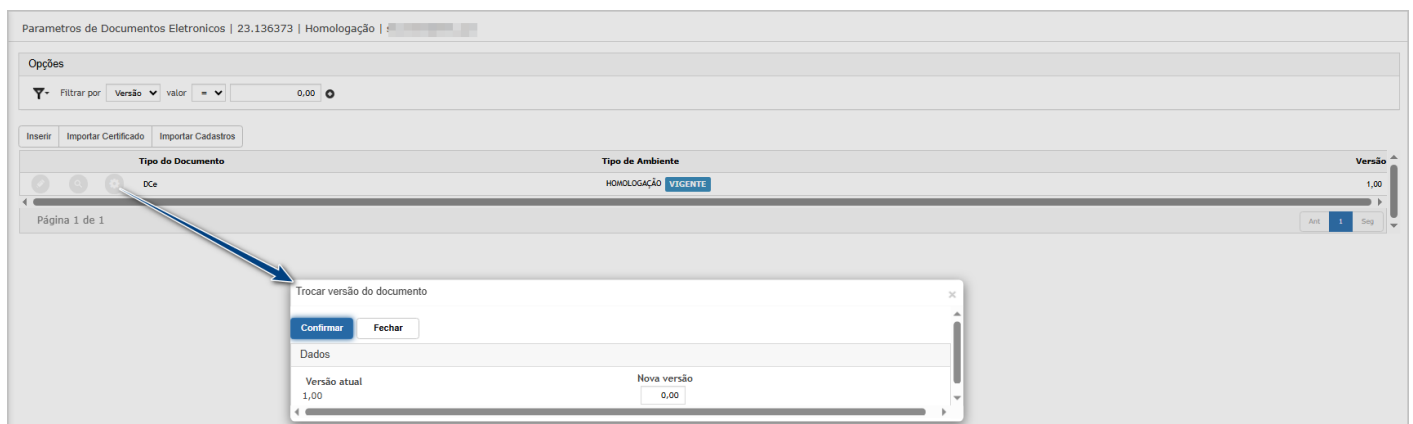 Parametros de Documentos Eletronicos | 23.136373 | Homologação |
Opções
Filtrar por Versão valor = 0,00
Inserir Importar Certificado Importar Cadastros
Tipo do Documento Tipo de Ambiente Versão
DCe HOMOLOGAÇÃO VIGENTE 1,00
Página 1 de 1 Ant 1 Seg
Trocar versão do documento ×
Confirmar Fechar
Dados
Versão atual Nova versão
1,00 0,00